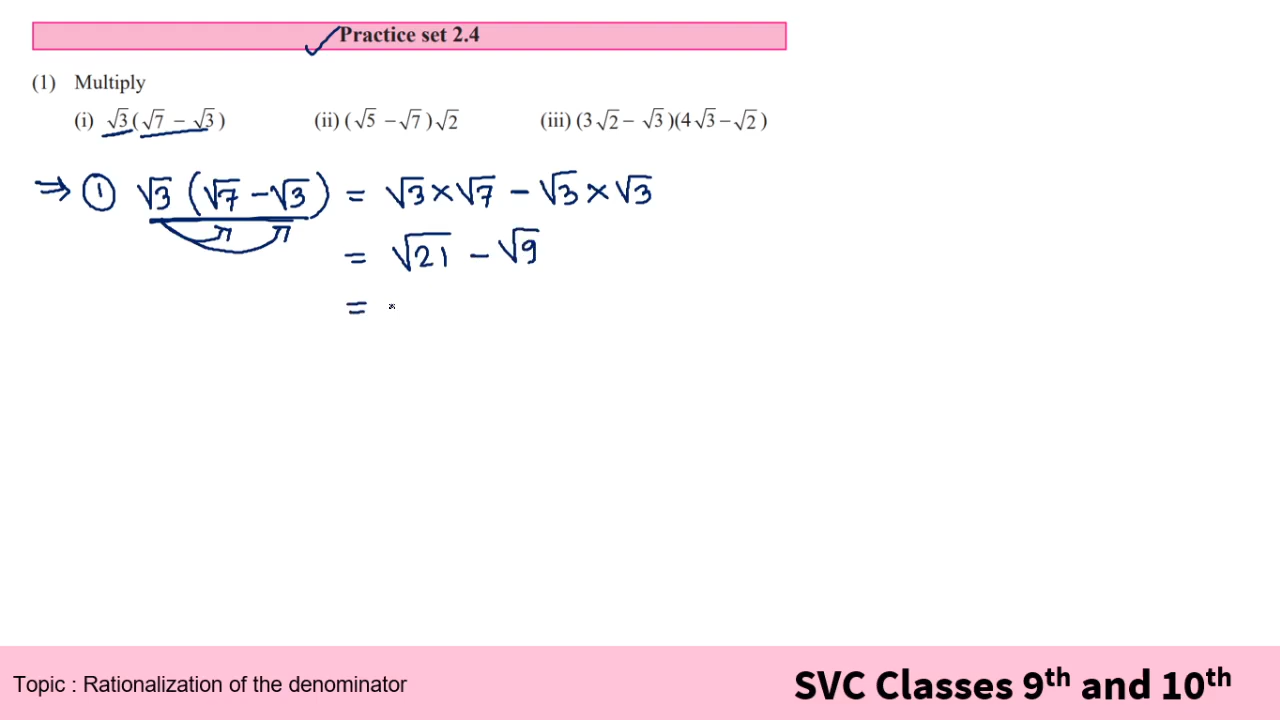 Practice set 2.4
(1) Multiply
(i) √3(√7 − √3) (ii) (√5 − √7)√2 (iii) (3√2 − √3)(4√3 − √2)
⇒ ① √3 (√7 − √3) = √3 × √7 − √3 × √3
= √21 − √9
=
Topic : Rationalization of the denominator
SVC Classes 9th and 10th